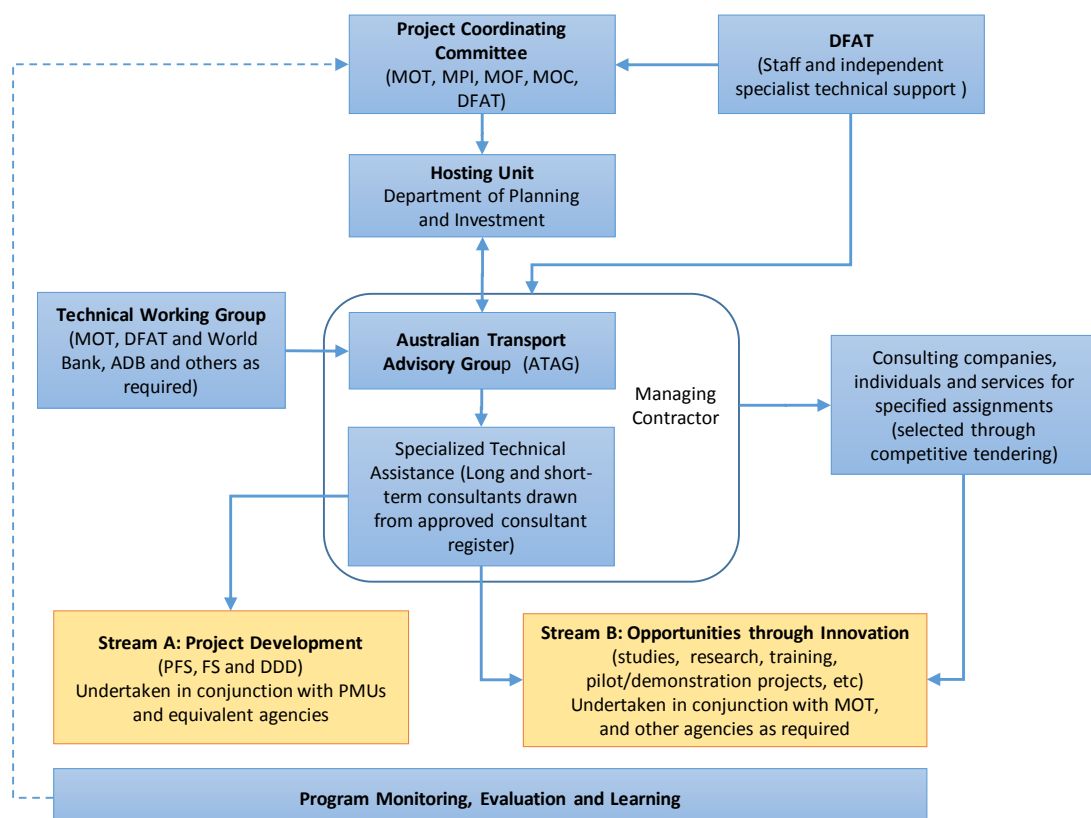 Project Coordinating
Committee
(MOT, MPI, MOF, MOC,
DFAT)
DFAT
(Staff and independent
specialist technical support )
Hosting Unit
Department of Planning
and Investment
Technical Working Group
(MOT, DFAT and World
Bank, ADB and others as
required)
Australian Transport
Advisory Group (ATAG)
Managing
Contractor
Consulting companies,
individuals and services for
specified assignments
(selected through
competitive tendering)
Specialized Technical
Assistance (Long and short-
term consultants drawn
from approved consultant
register)
Stream A: Project Development
(PFS, FS and DDD)
Undertaken in conjunction with PMUs
and equivalent agencies
Stream B: Opportunities through Innovation
(studies, research, training,
pilot/demonstration projects, etc)
Undertaken in conjunction with MOT,
and other agencies as required
Program Monitoring, Evaluation and Learning